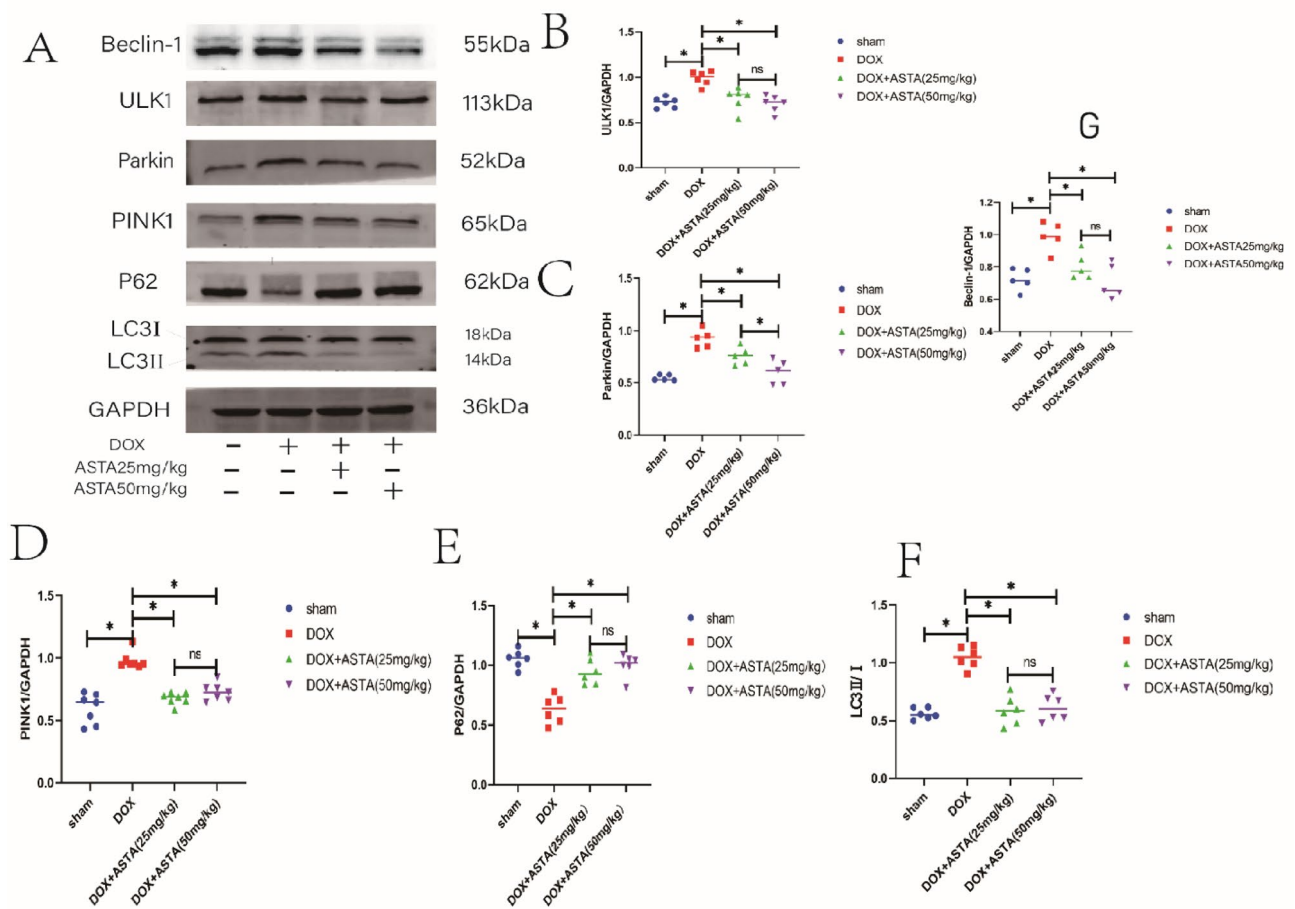 A
Beclin-1 55kDa
ULK1 113kDa
Parkin 52kDa
PINK1 65kDa
P62 62kDa
LC3Ⅰ 18kDa
LC3Ⅱ 14kDa
GAPDH 36kDa
DOX − + + +
ASTA25mg/kg − − + −
ASTA50mg/kg − − − +
B
ULK1/GAPDH
1.5
1.0
0.5
0.0
* * *
ns
sham
DOX
DOX+ASTA(25mg/kg)
DOX+ASTA(50mg/kg)
sham
DOX
DOX+ASTA(25mg/kg)
DOX+ASTA(50mg/kg)
G
Beclin-1/GAPDH
1.2
1.0
0.8
0.6
0.4
* * *
ns
sham
DOX
DOX+ASTA25mg/kg
DOX+ASTA50mg/kg
sham
DOX
DOX+ASTA25mg/kg
DOX+ASTA50mg/kg
C
Parkin/GAPDH
1.5
1.0
0.5
0.0
* * * *
sham
DOX
DOX+ASTA(25mg/kg)
DOX+ASTA(50mg/kg)
sham
DOX
DOX+ASTA(25mg/kg)
DOX+ASTA(50mg/kg)
D
PINK1/GAPDH
1.5
1.0
0.5
0.0
* * *
ns
sham
DOX
DOX+ASTA(25mg/kg)
DOX+ASTA(50mg/kg)
sham
DOX
DOX+ASTA(25mg/kg)
DOX+ASTA(50mg/kg)
E
P62/GAPDH
1.5
1.0
0.5
0.0
* * *
ns
sham
DOX
DOX+ASTA(25mg/kg)
DOX+ASTA(50mg/kg)
sham
DOX
DOX+ASTA(25mg/kg)
DOX+ASTA(50mg/kg)
F
LC3Ⅱ/Ⅰ
1.5
1.0
0.5
0.0
* * *
ns
sham
DOX
DOX+ASTA(25mg/kg)
DOX+ASTA(50mg/kg)
sham
DOX
DOX+ASTA(25mg/kg)
DOX+ASTA(50mg/kg)